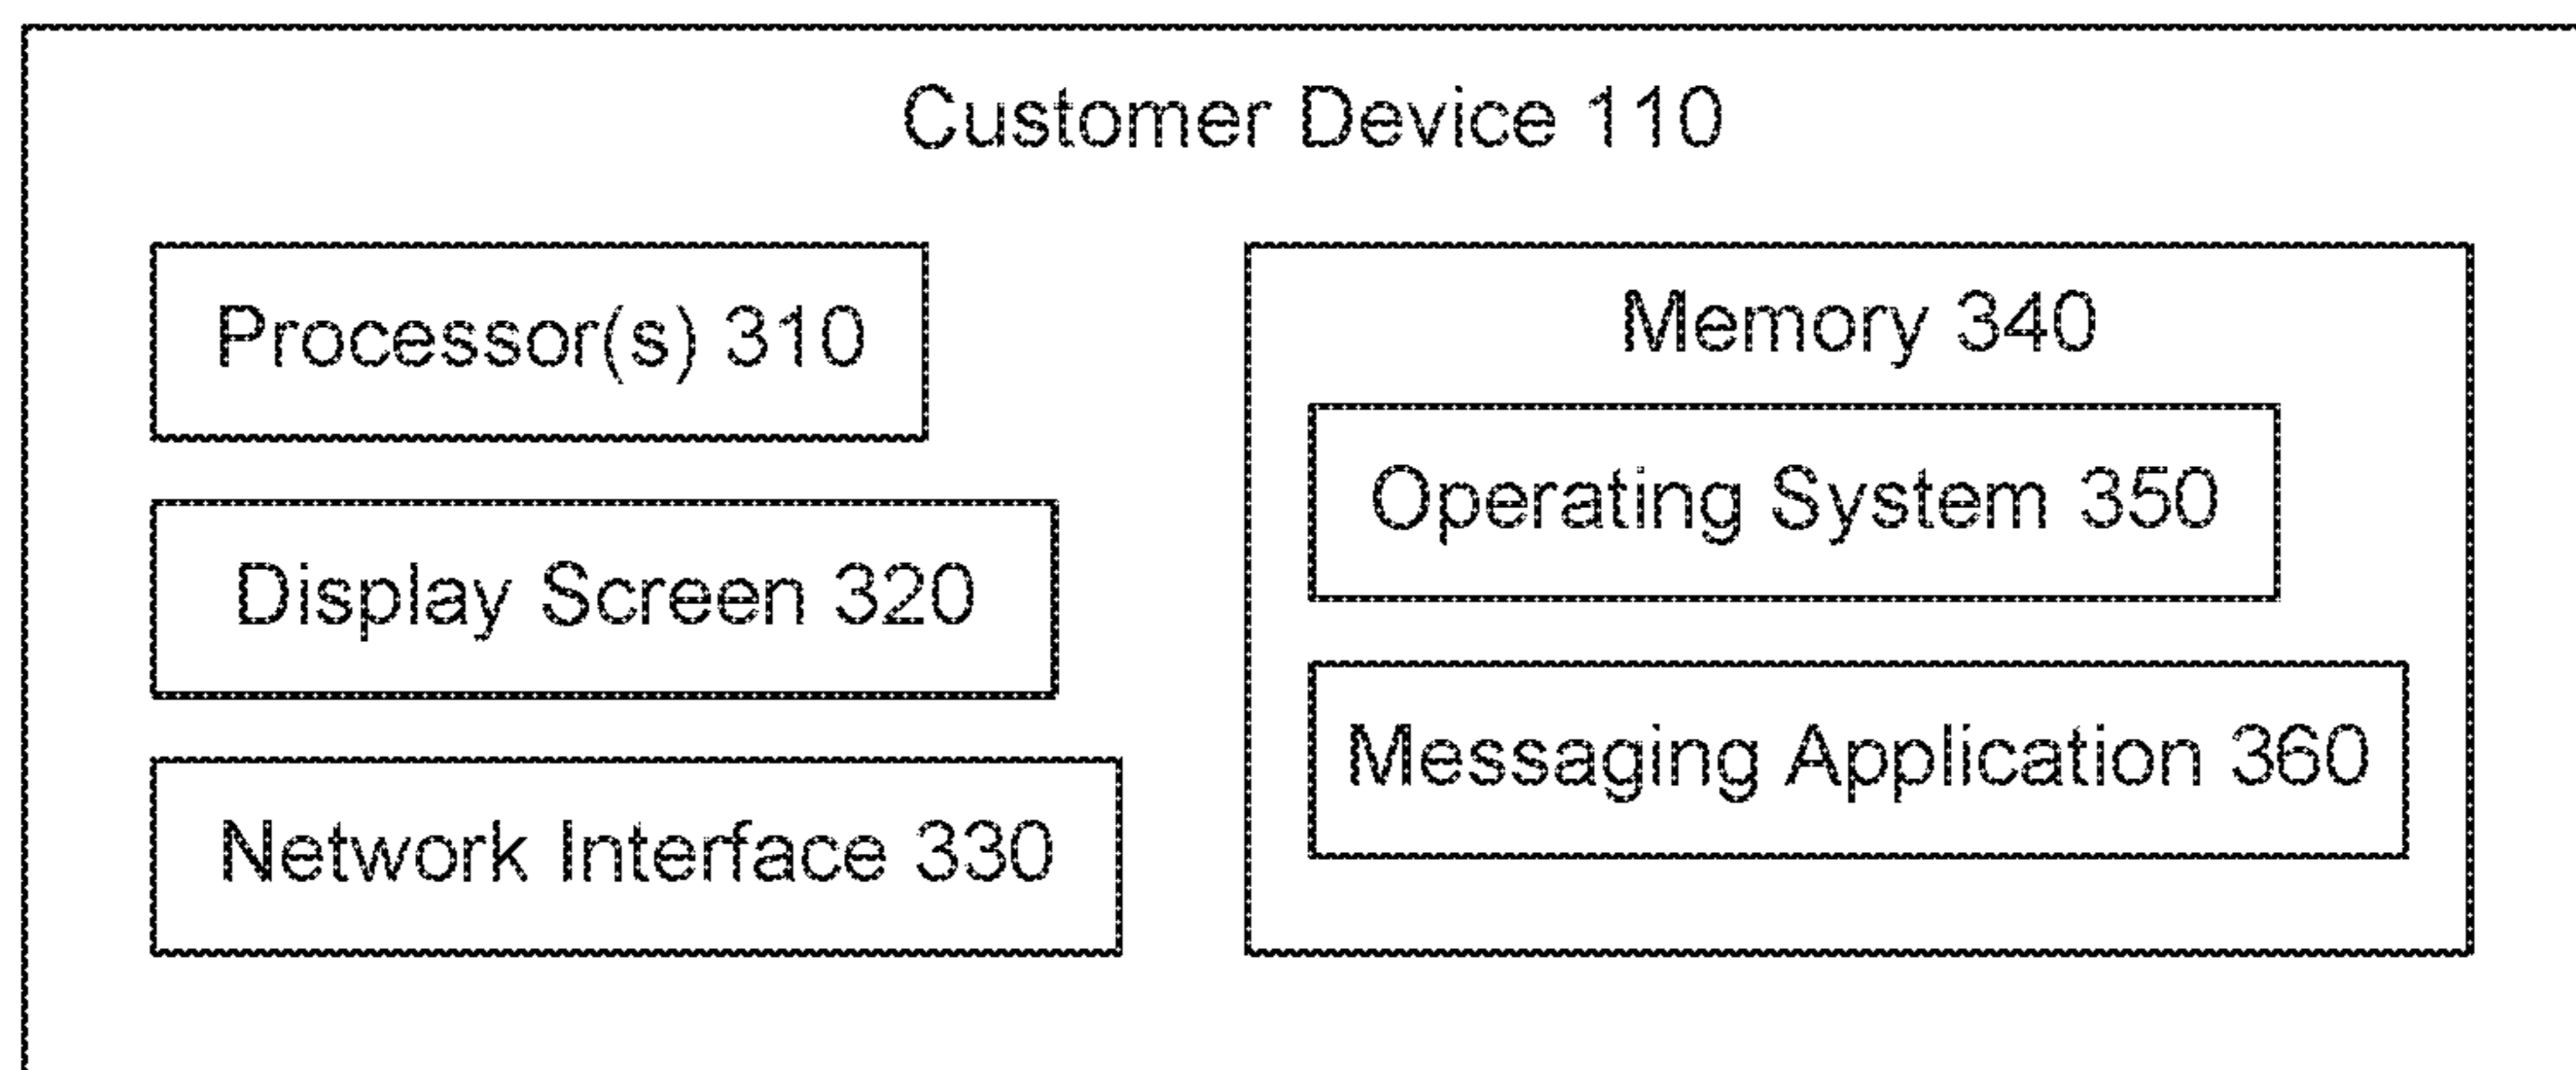 Customer Device 110
Processor(s) 310
Display Screen 320
Network Interface 330
Memory 340
Operating System 350
Messaging Application 360